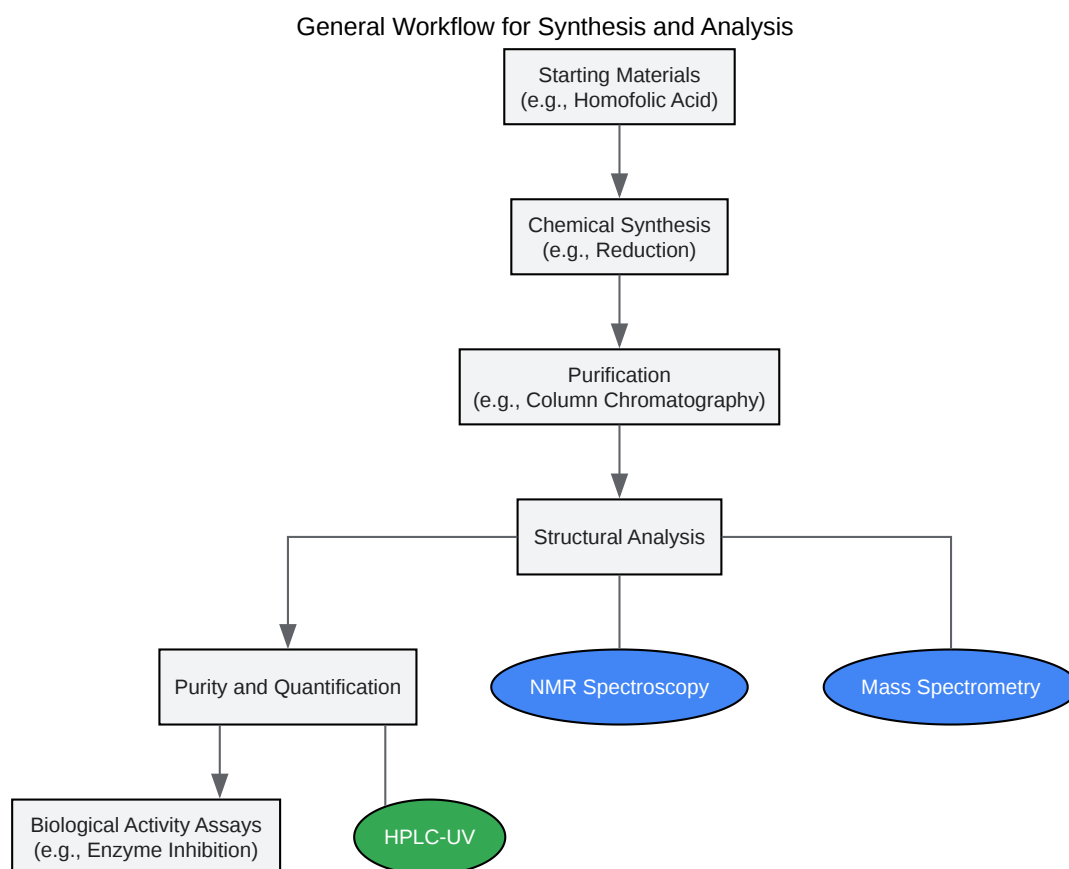 General Workflow for Synthesis and Analysis
Starting Materials
(e.g., Homofolic Acid)
Chemical Synthesis
(e.g., Reduction)
Purification
(e.g., Column Chromatography)
Structural Analysis
Purity and Quantification
NMR Spectroscopy
Mass Spectrometry
Biological Activity Assays
(e.g., Enzyme Inhibition)
HPLC-UV